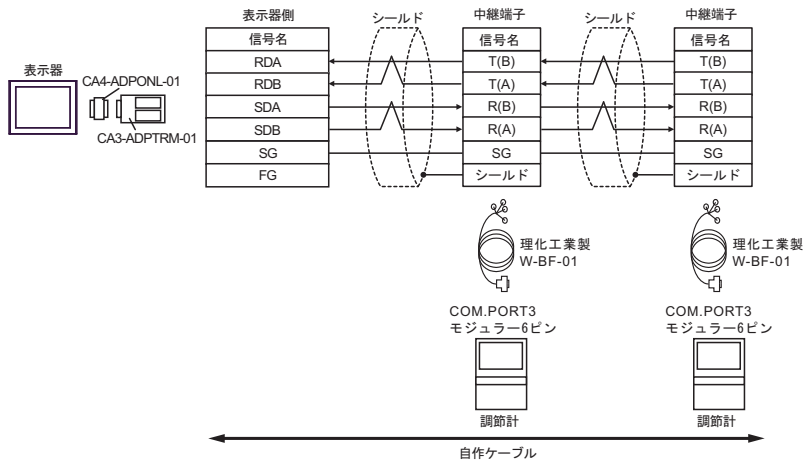 表示器
CA4-ADPONL-01
CA3-ADPTRM-01
表示器側
信号名
RDA
RDB
SDA
SDB
SG
FG
シールド
中継端子
信号名
T(B)
T(A)
R(B)
R(A)
SG
シールド
シールド
中継端子
信号名
T(B)
T(A)
R(B)
R(A)
SG
シールド
理化工業製
W-BF-01
理化工業製
W-BF-01
COM.PORT3
モジュラー6ピン
COM.PORT3
モジュラー6ピン
調節計
調節計
自作ケーブル